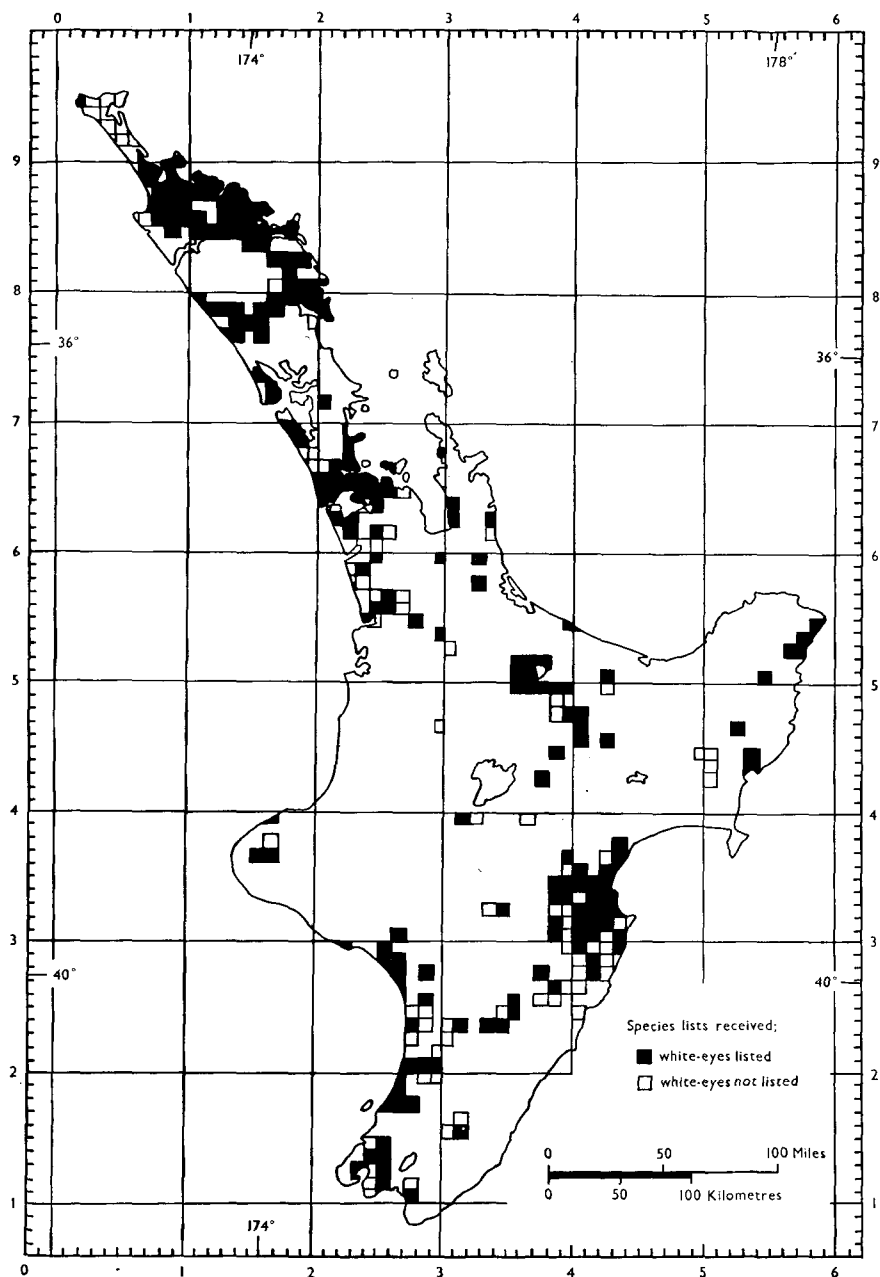 0 1 2 3 4 5 6
174° 178°
9 9
8 8
36° 36°
7 7
6 6
5 5
4 4
3 3
40° 40°
Species lists received;
white-eyes listed
white-eyes not listed
2 2
0 50 100 Miles
0 50 100 Kilometres
1 1
174°
0 0 1 2 3 4 5 6